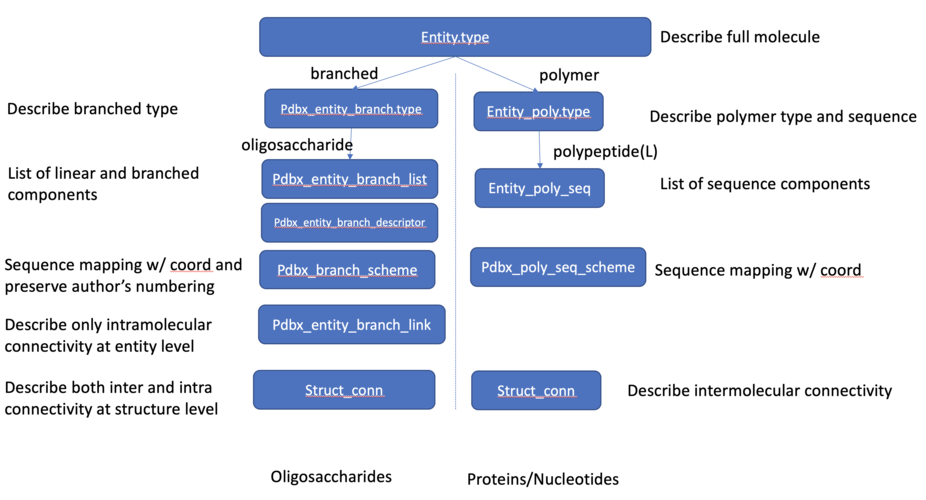 Entity.type
Describe full molecule
branched
polymer
Describe branched type
Pdbx_entity_branch.type
Entity_poly.type
Describe polymer type and sequence
oligosaccharide
polypeptide(L)
List of linear and branched
components
Pdbx_entity_branch_list
Entity_poly_seq
List of sequence components
Pdbx_entity_branch_descriptor
Sequence mapping w/ coord and
preserve author's numbering
Pdbx_branch_scheme
Pdbx_poly_seq_scheme
Sequence mapping w/ coord
Describe only intramolecular
connectivity at entity level
Pdbx_entity_branch_link
Describe both inter and intra
connectivity at structure level
Struct_conn
Struct_conn
Describe intermolecular connectivity
Oligosaccharides
Proteins/Nucleotides